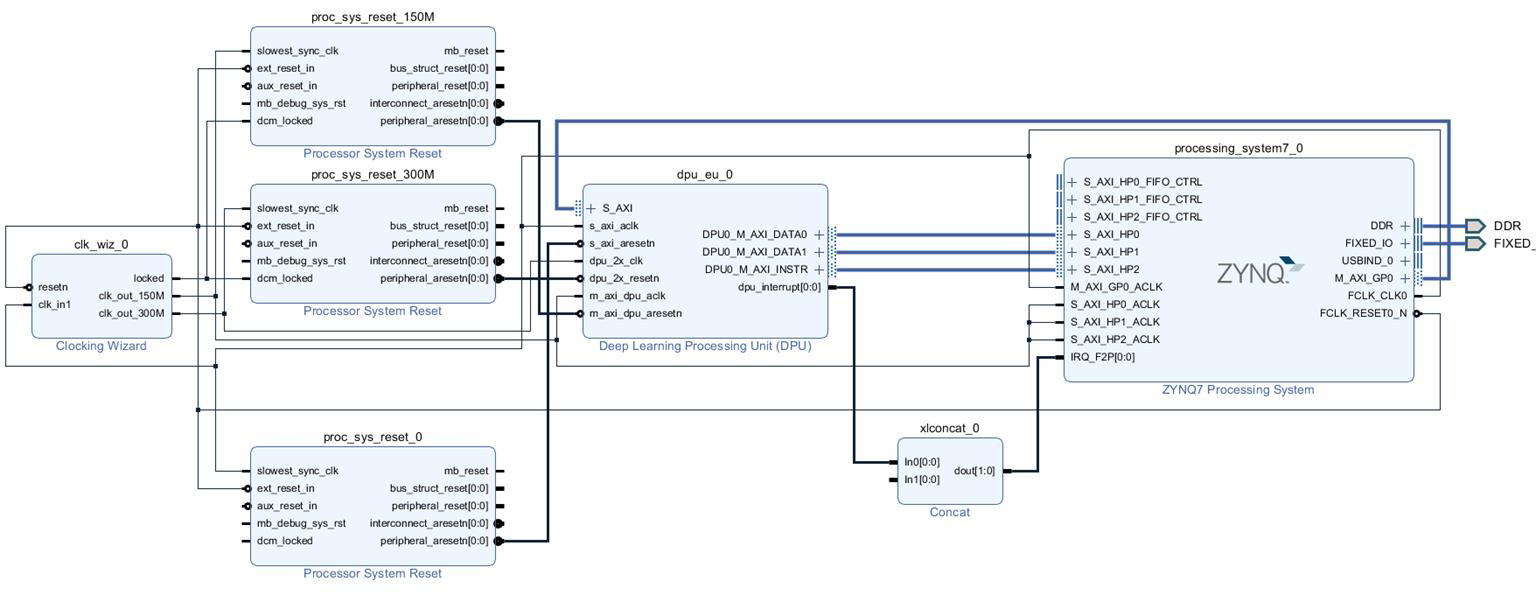 proc_sys_reset_150M
slowest_sync_clk
ext_reset_in
aux_reset_in
mb_debug_sys_rst
dcm_locked
mb_reset
bus_struct_reset[0:0]
peripheral_reset[0:0]
interconnect_aresetn[0:0]
peripheral_aresetn[0:0]
Processor System Reset
proc_sys_reset_300M
slowest_sync_clk
ext_reset_in
aux_reset_in
mb_debug_sys_rst
dcm_locked
mb_reset
bus_struct_reset[0:0]
peripheral_reset[0:0]
interconnect_aresetn[0:0]
peripheral_aresetn[0:0]
Processor System Reset
clk_wiz_0
resetn
clk_in1
locked
clk_out_150M
clk_out_300M
Clocking Wizard
dpu_eu_0
S_AXI
s_axi_aclk
s_axi_aresetn
dpu_2x_clk
dpu_2x_resetn
m_axi_dpu_aclk
m_axi_dpu_aresetn
DPU0_M_AXI_DATA0
DPU0_M_AXI_DATA1
DPU0_M_AXI_INSTR
dpu_interrupt[0:0]
Deep Learning Processing Unit (DPU)
processing_system7_0
S_AXI_HP0_FIFO_CTRL
S_AXI_HP1_FIFO_CTRL
S_AXI_HP2_FIFO_CTRL
S_AXI_HP0
S_AXI_HP1
S_AXI_HP2
M_AXI_GP0_ACLK
S_AXI_HP0_ACLK
S_AXI_HP1_ACLK
S_AXI_HP2_ACLK
IRQ_F2P[0:0]
ZYNQ
DDR
FIXED_IO
USBIND_0
M_AXI_GP0
FCLK_CLK0
FCLK_RESET0_N
ZYNQ7 Processing System
DDR
FIXED_
proc_sys_reset_0
slowest_sync_clk
ext_reset_in
aux_reset_in
mb_debug_sys_rst
dcm_locked
mb_reset
bus_struct_reset[0:0]
peripheral_reset[0:0]
interconnect_aresetn[0:0]
peripheral_aresetn[0:0]
Processor System Reset
xlconcat_0
In0[0:0]
In1[0:0]
dout[1:0]
Concat